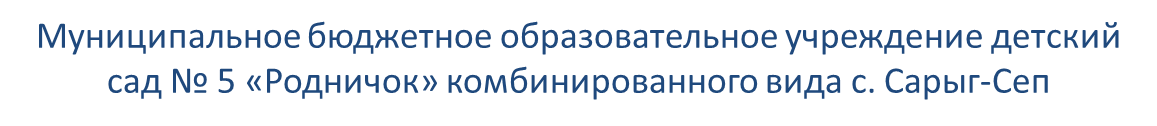 Муниципальное бюджетное образовательное учреждение детский
сад № 5 «Родничок» комбинированного вида с. Сарыг-Сеп